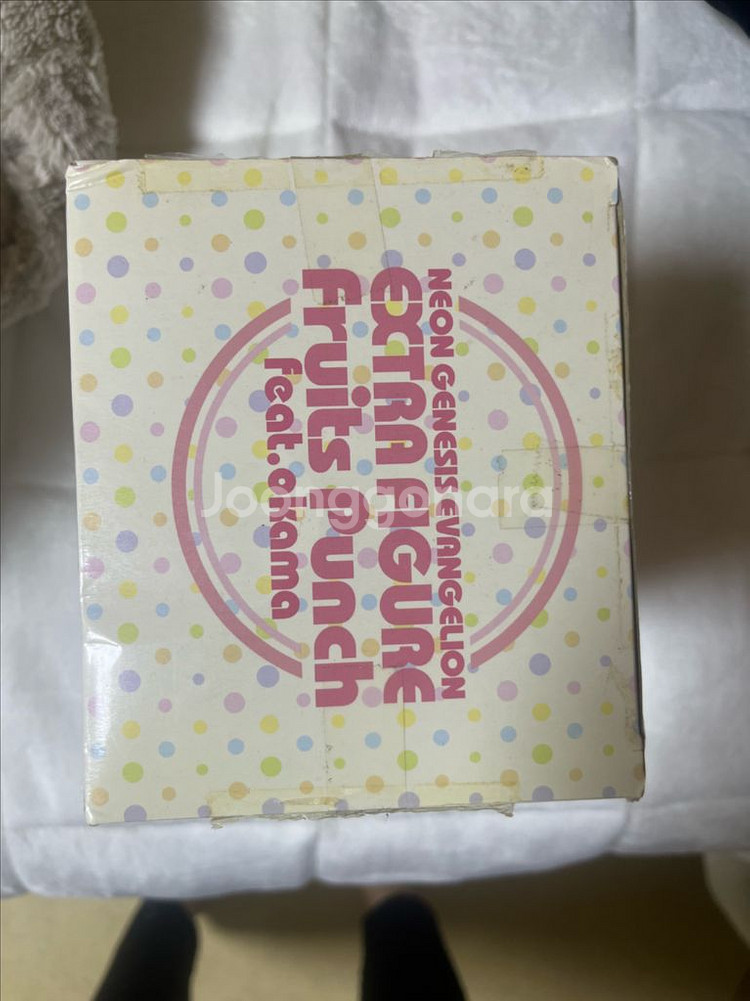 NEON GENESIS EVANGELION
EXTRA FIGURE
fruits punch
feat.okama
Joonggonara